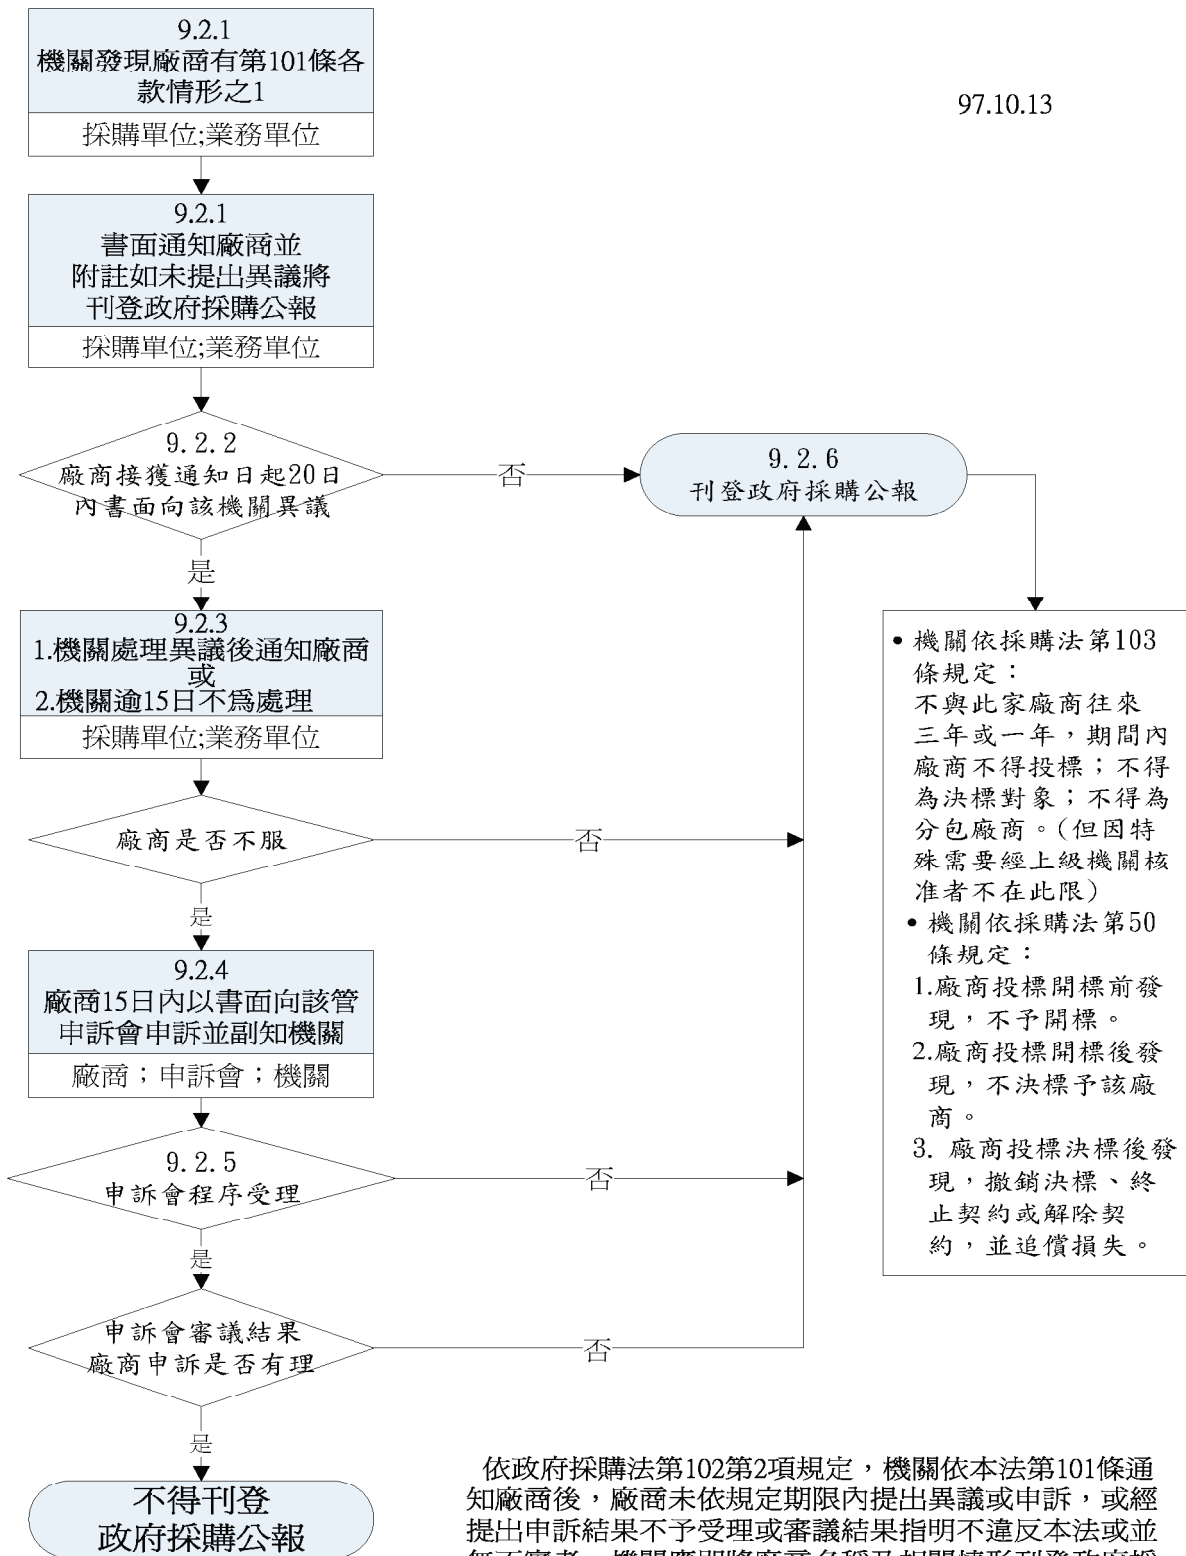 9.2.1
機關發現廠商有第101條各
款情形之1
採購單位;業務單位
97.10.13
9.2.1
書面通知廠商並
附註如未提出異議將
刊登政府採購公報
採購單位;業務單位
9.2.2
廠商接獲通知日起20日
內書面向該機關異議
否
9.2.6
刊登政府採購公報
是
9.2.3
1.機關處理異議後通知廠商
或
2.機關逾15日不為處理
採購單位;業務單位
廠商是否不服
否
是
9.2.4
廠商15日內以書面向該管
申訴會申訴並副知機關
廠商；申訴會；機關
9.2.5
申訴會程序受理
否
是
申訴會審議結果
廠商申訴是否有理
否
是
不得刊登
政府採購公報
• 機關依採購法第103
條規定：
不與此家廠商往來
三年或一年，期間內
廠商不得投標；不得
為決標對象；不得為
分包廠商。(但因特
殊需要經上級機關核
准者不在此限)
• 機關依採購法第50
條規定：
1.廠商投標開標前發
現，不予開標。
2.廠商投標開標後發
現，不決標予該廠
商。
3. 廠商投標決標後發
現，撤銷決標、終
止契約或解除契
約，並追償損失。
依政府採購法第102第2項規定，機關依本法第101條通
知廠商後，廠商未依規定期限內提出異議或申訴，或經
提出申訴結果不予受理或審議結果指明不違反本法或並